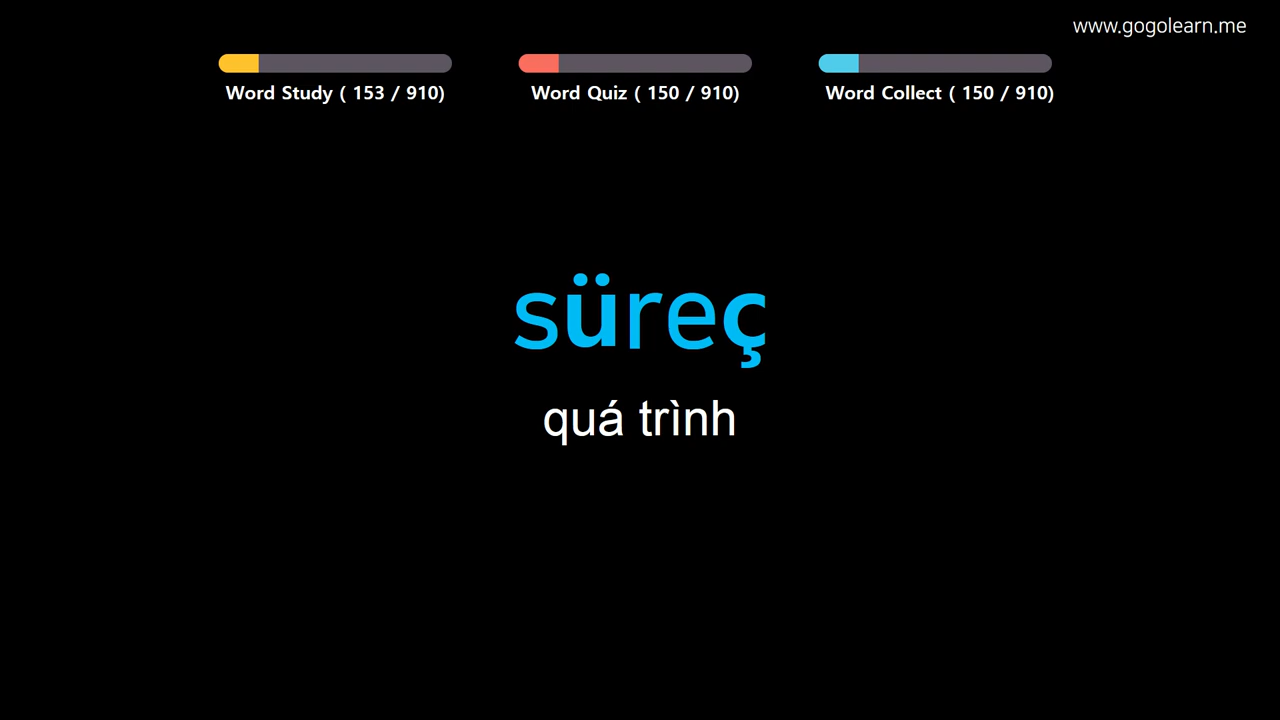 www.gogolearn.me
Word Study ( 153 / 910)
Word Quiz ( 150 / 910)
Word Collect ( 150 / 910)
süreç
quá trình